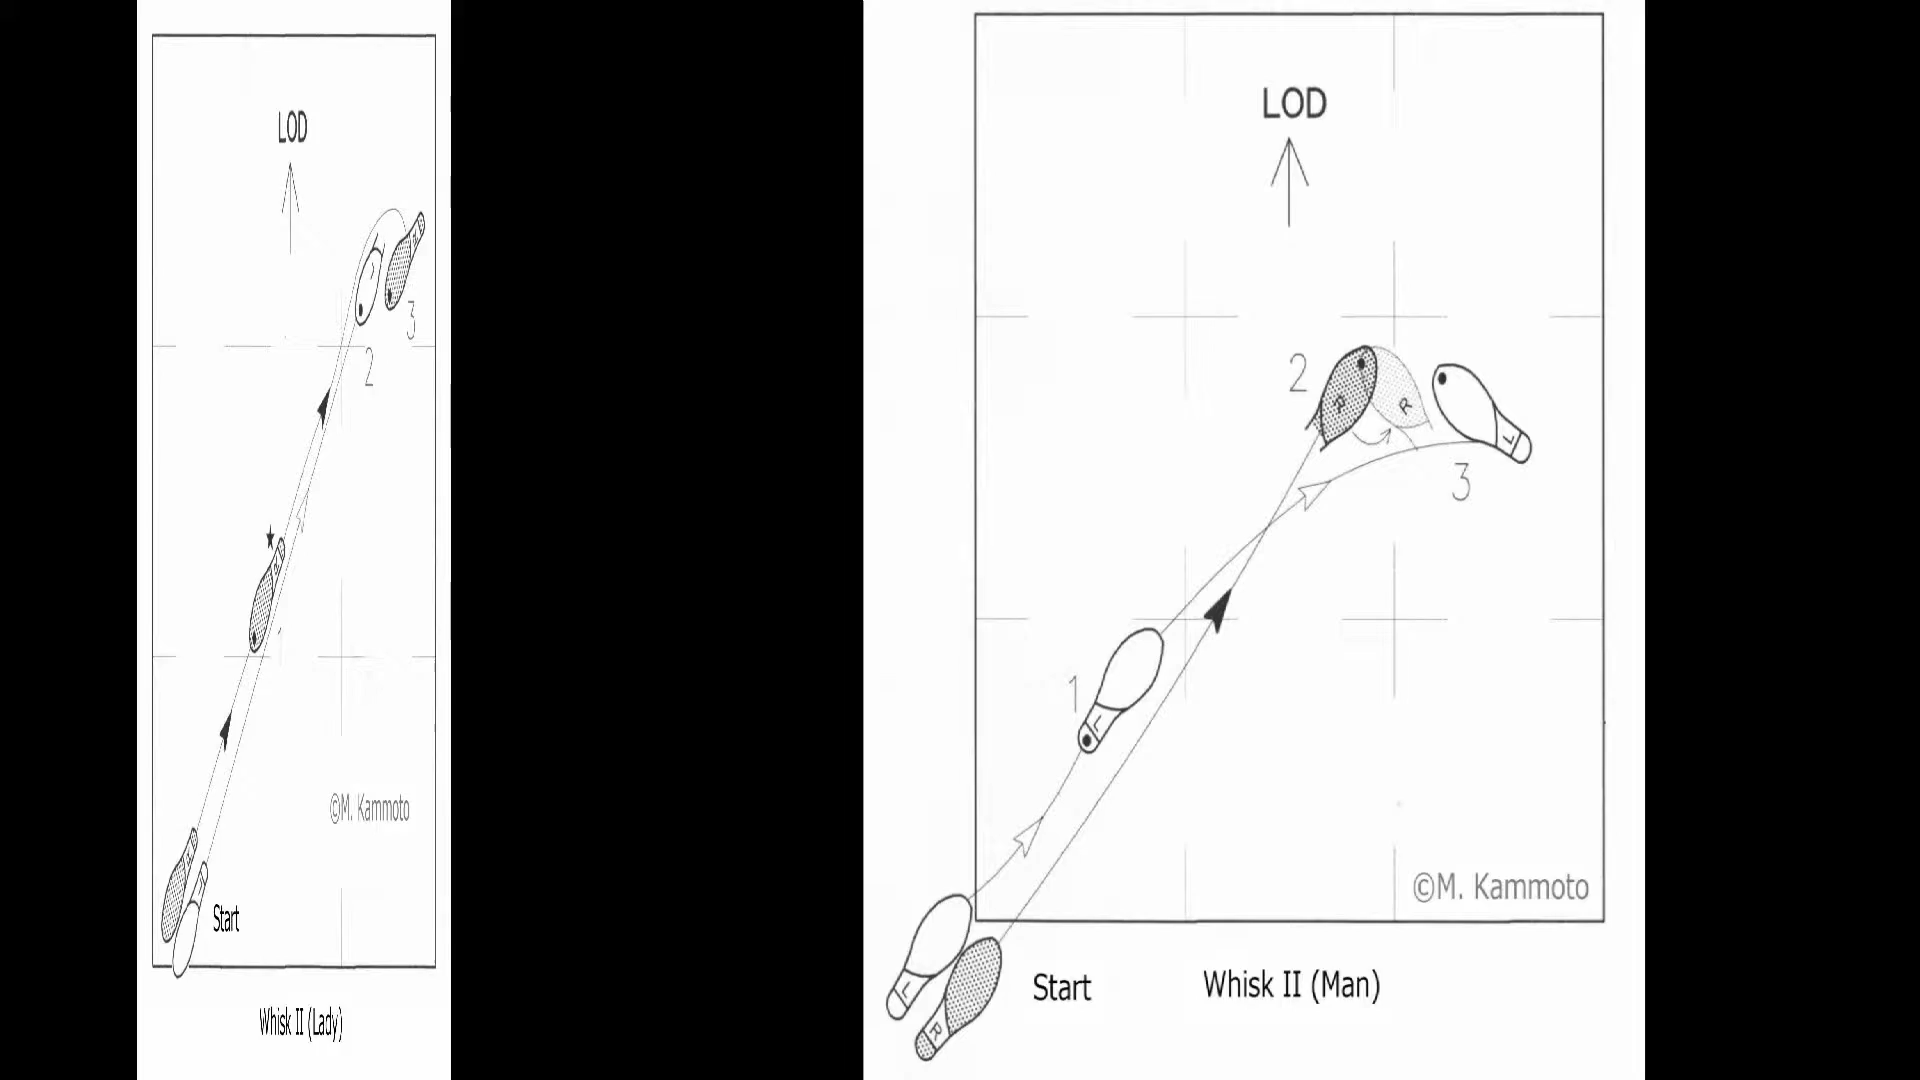 LOD
3
2
1
©M. Kammoto
Start
Whisk II (Lady)
LOD
2
R
R
L
3
1
L
©M. Kammoto
L
R
Start
Whisk II (Man)